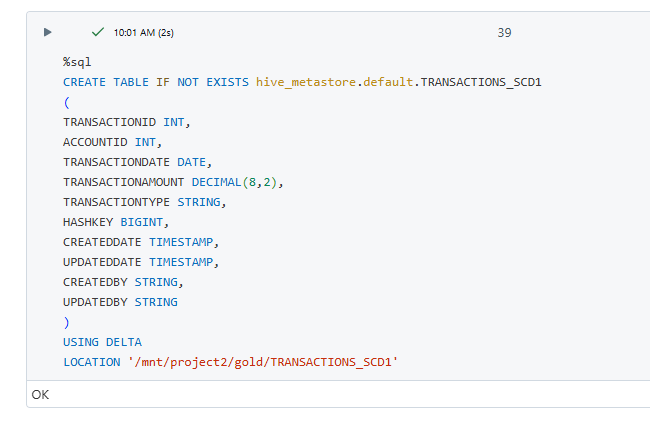 10:01 AM (2s) 39
%sql
CREATE TABLE IF NOT EXISTS hive_metastore.default.TRANSACTIONS_SCD1
(
TRANSACTIONID INT,
ACCOUNTID INT,
TRANSACTIONDATE DATE,
TRANSACTIONAMOUNT DECIMAL(8,2),
TRANSACTIONTYPE STRING,
HASHKEY BIGINT,
CREATEDDATE TIMESTAMP,
UPDATEDDATE TIMESTAMP,
CREATEDBY STRING,
UPDATEDBY STRING
)
USING DELTA
LOCATION '/mnt/project2/gold/TRANSACTIONS_SCD1'
OK